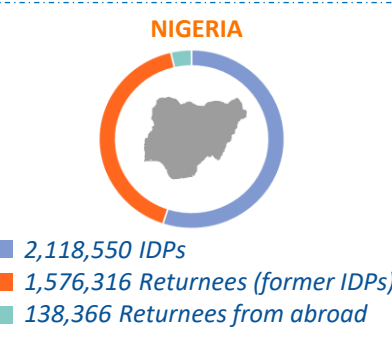 NIGERIA
2,118,550 IDPs
1,576,316 Returnees (former IDPs)
138,366 Returnees from abroad